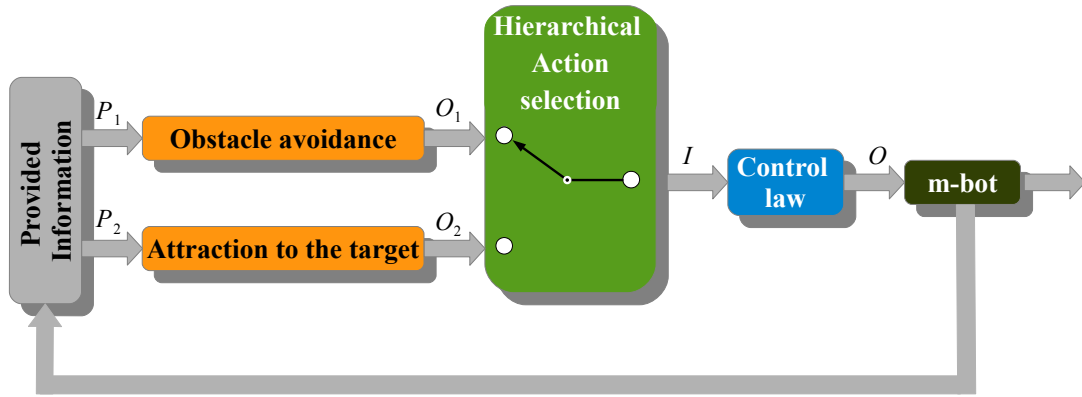 Hierarchical
Action
selection
Provided
Information
P₁
Obstacle avoidance
O₁
P₂
Attraction to the target
O₂
I
Control
law
O
m-bot